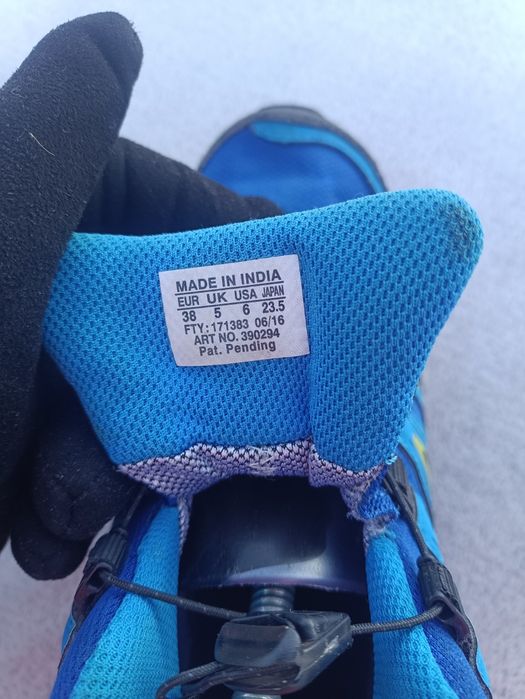 MADE IN INDIA
EUR UK USA JAPAN
38 5 6 23.5
FTY: 171383 06/16
ART NO. 390294
Pat. Pending